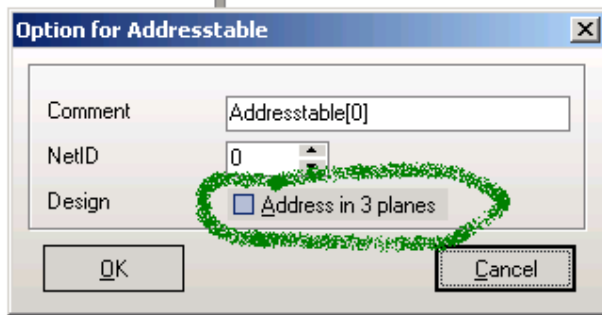 Option for Addresstable
Comment Addresstable[0]
NetID 0
Design Address in 3 planes
OK Cancel